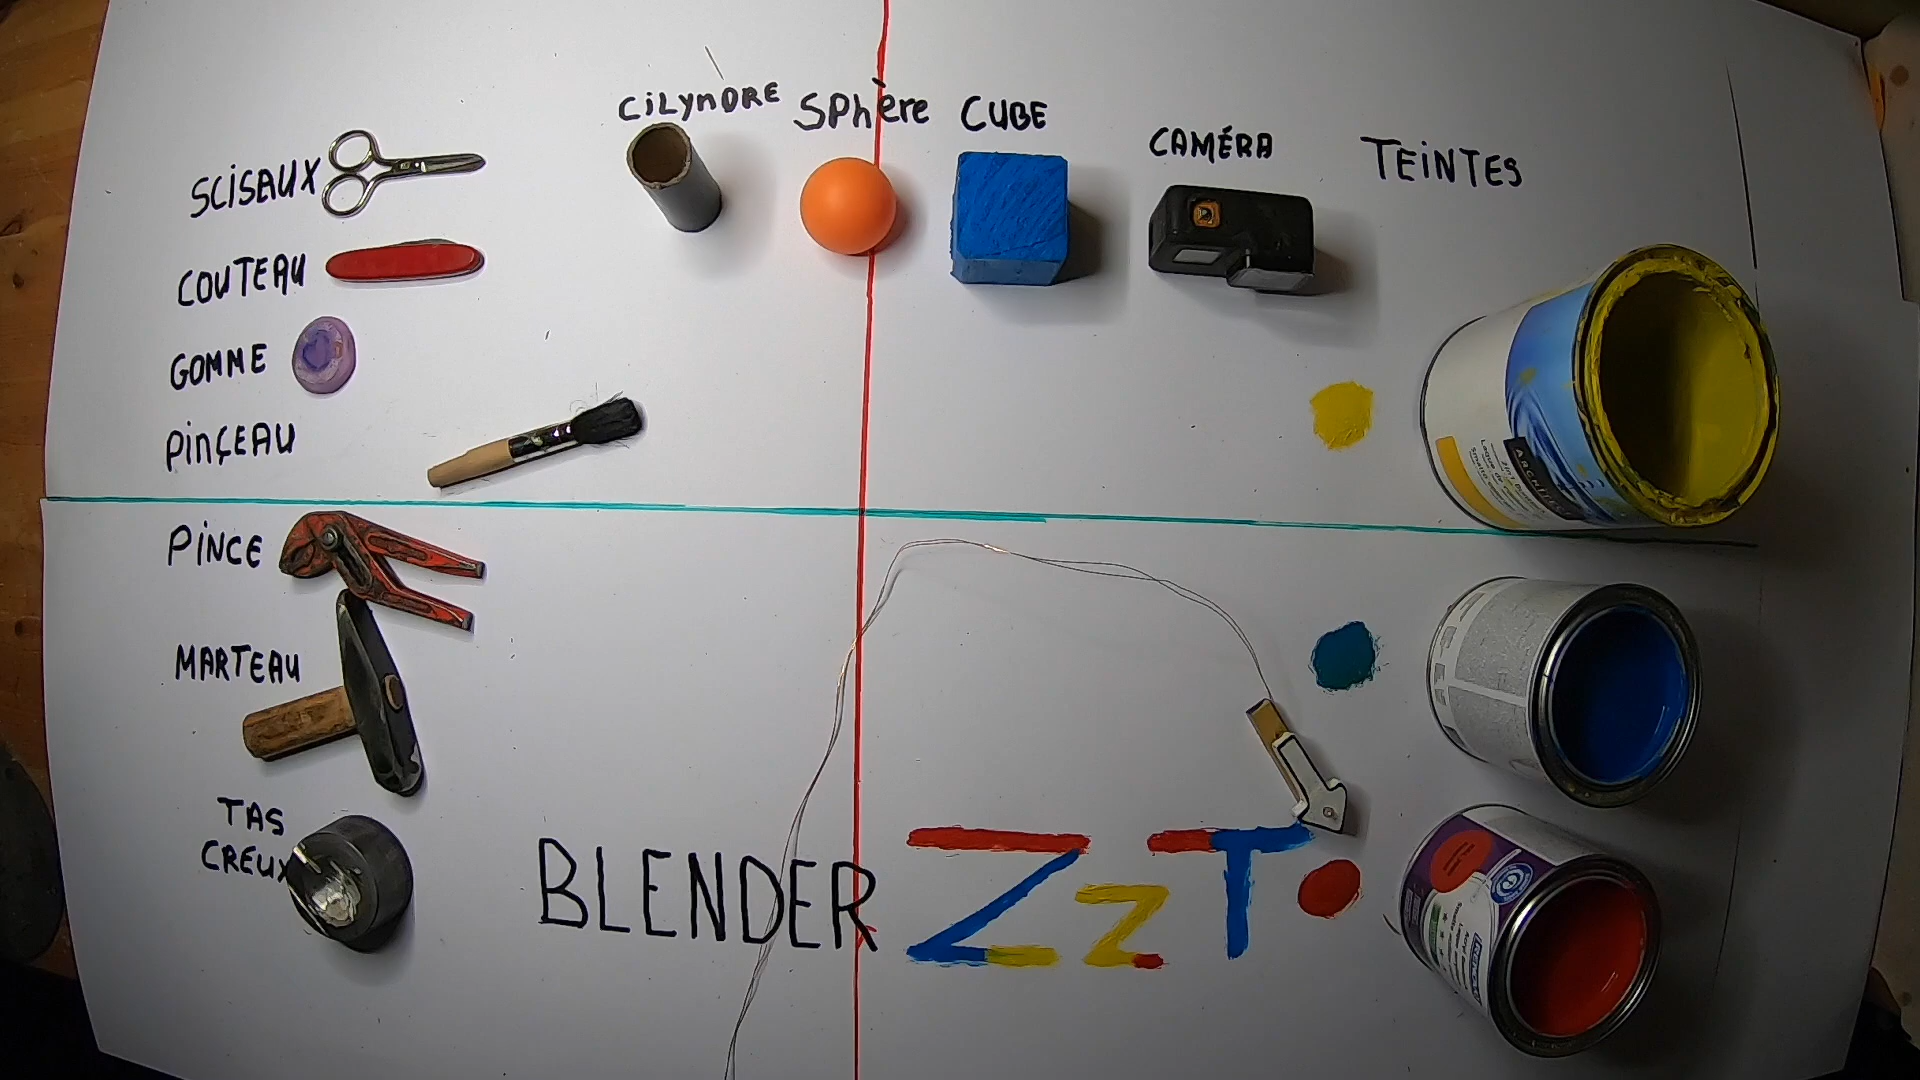 CiLyNDRE
Sphère
CUBE
CAMÉRA
TEiNTES
SCiSAUX
COUTEAU
GOMME
PiNÇEAU
PiNCE
MARTEAU
TAS
CREUX
BLENDER ZzT